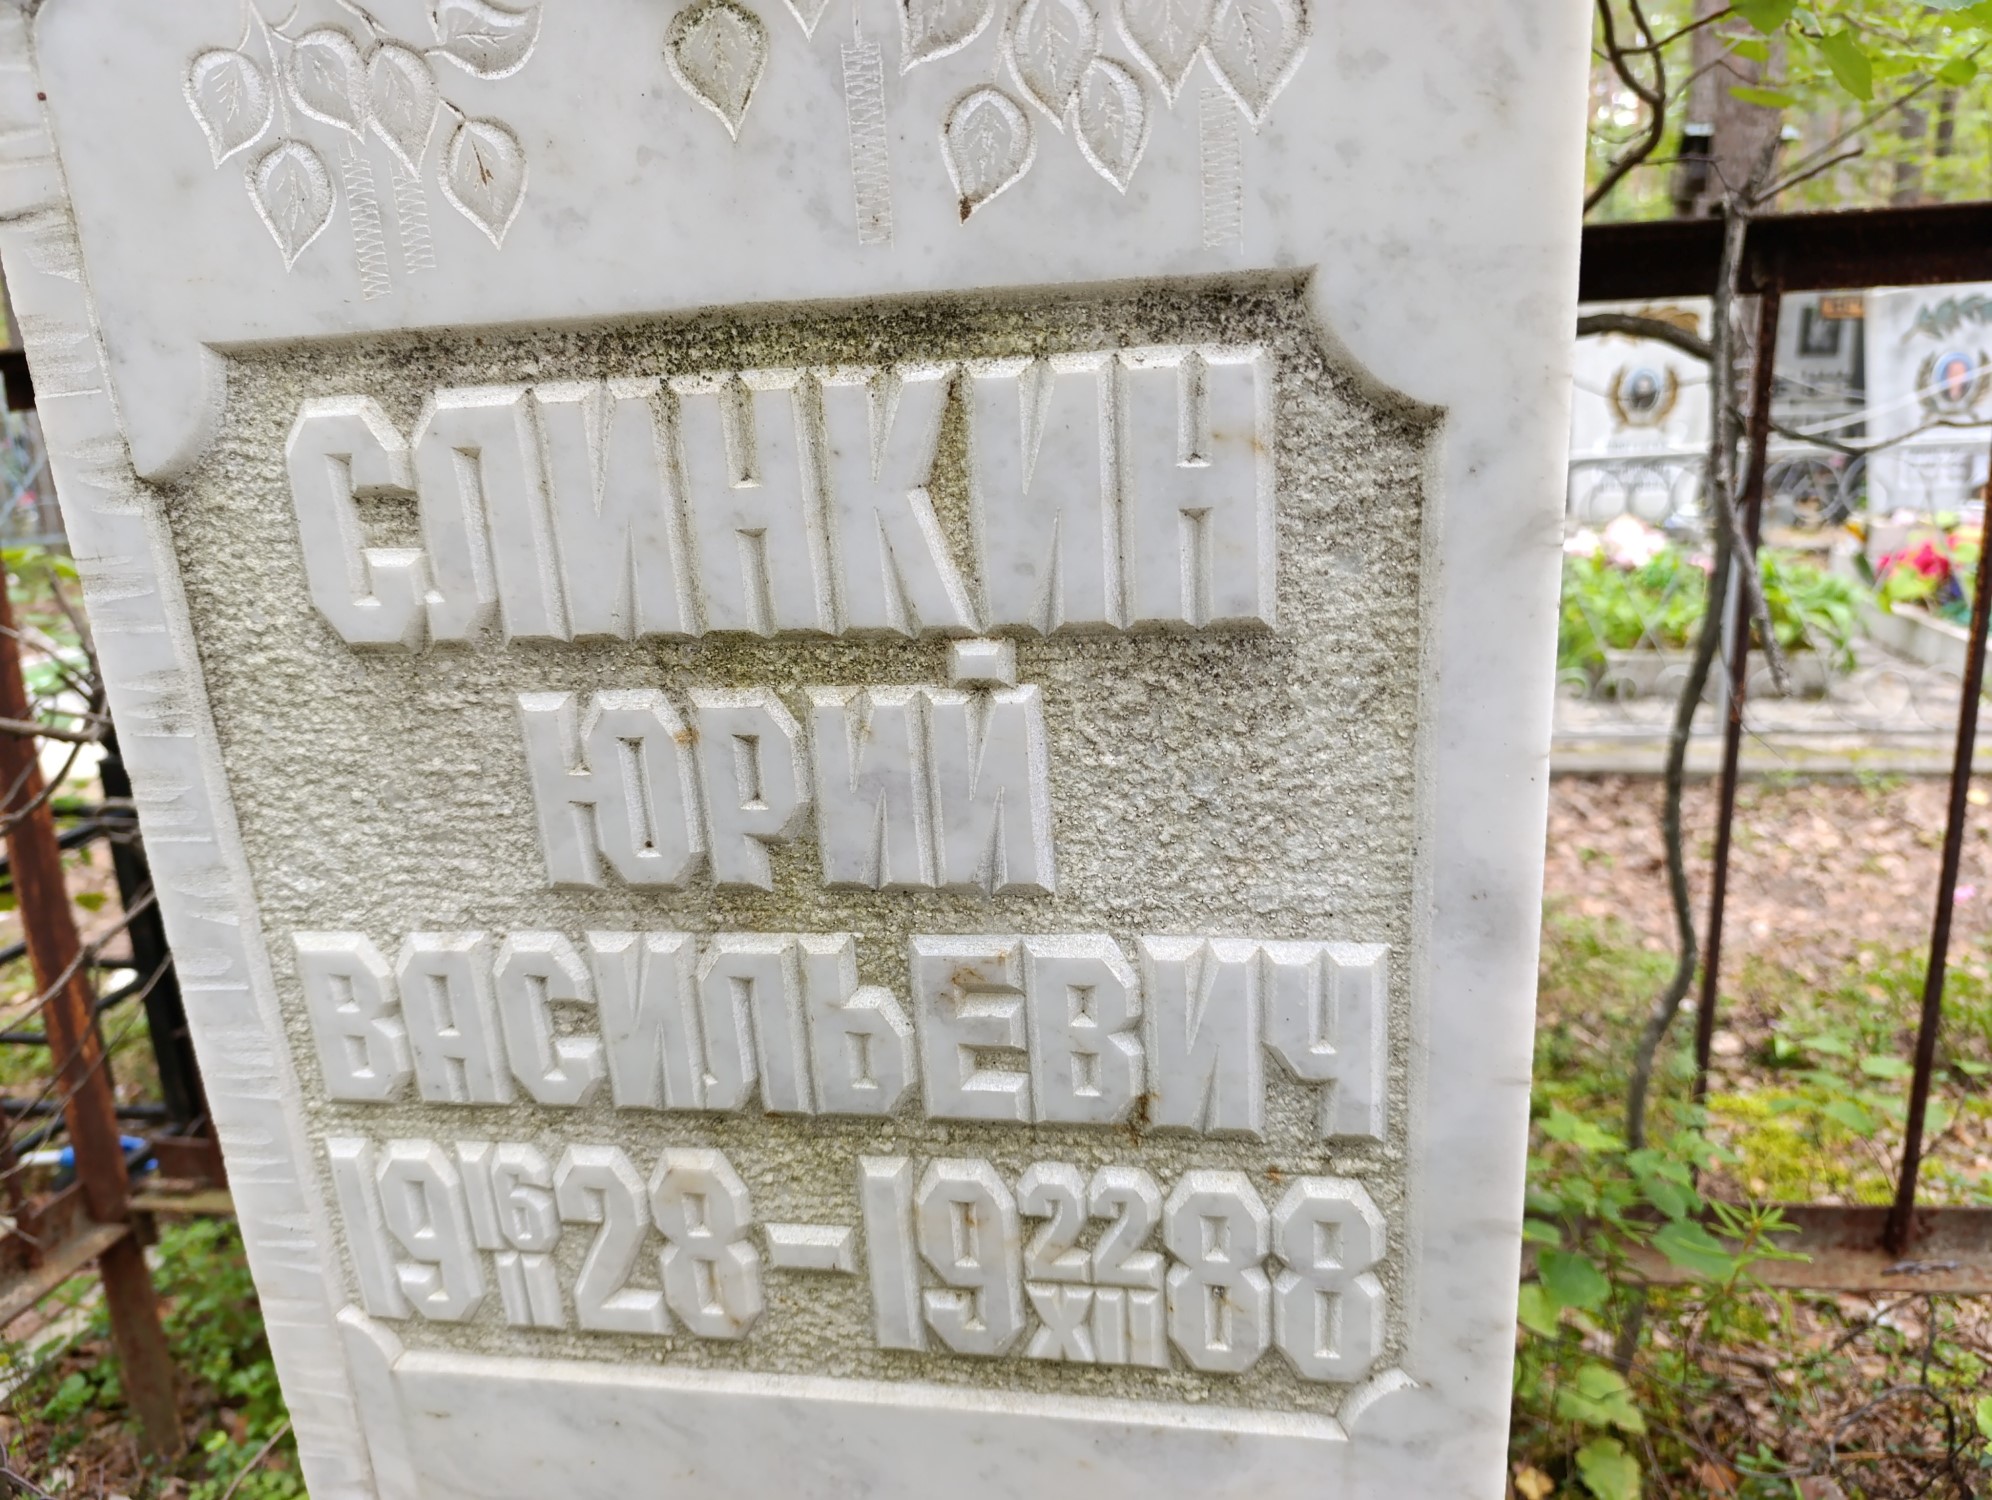 СЛИНКИН
ЮРИЙ
ВАСИЛЬЕВИЧ
19 16/II 28 – 19 22/XII 88